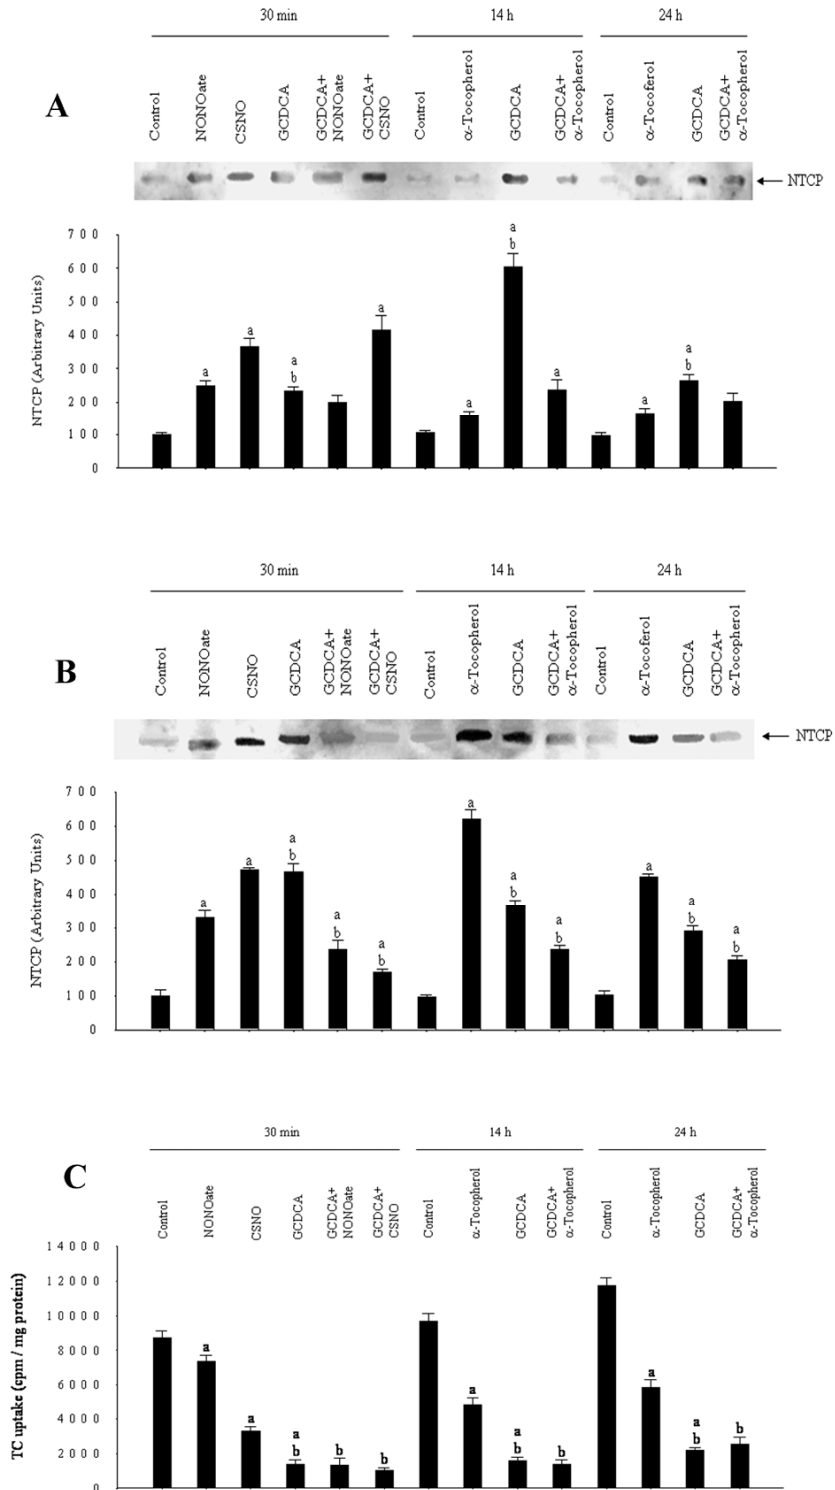 30 min 14 h 24 h
A
Control NONOate CSNO GCDCA GCDCA+ NONOate GCDCA+ CSNO Control α-Tocopherol GCDCA GCDCA+ α-Tocopherol Control α-Tocoferol GCDCA GCDCA+ α-Tocopherol
NTCP
NTCP (Arbitrary Units)
700
600
500
400
300
200
100
0
a a a b a a a b a a a b
30 min 14 h 24 h
B
Control NONOate CSNO GCDCA GCDCA+ NONOate GCDCA+ CSNO Control α-Tocopherol GCDCA GCDCA+ α-Tocopherol Control α-Tocoferol GCDCA GCDCA+ α-Tocopherol
NTCP
NTCP (Arbitrary Units)
700
600
500
400
300
200
100
0
a a a b a b a b a a b a b a a b a b
30 min 14 h 24 h
C
Control NONOate CSNO GCDCA GCDCA+ NONOate GCDCA+ CSNO Control α-Tocopherol GCDCA GCDCA+ α-Tocopherol Control α-Tocopherol GCDCA GCDCA+ α-Tocopherol
TC uptake (cpm / mg protein)
14000
12000
10000
8000
6000
4000
2000
0
a a a b b b a a b b a a b b